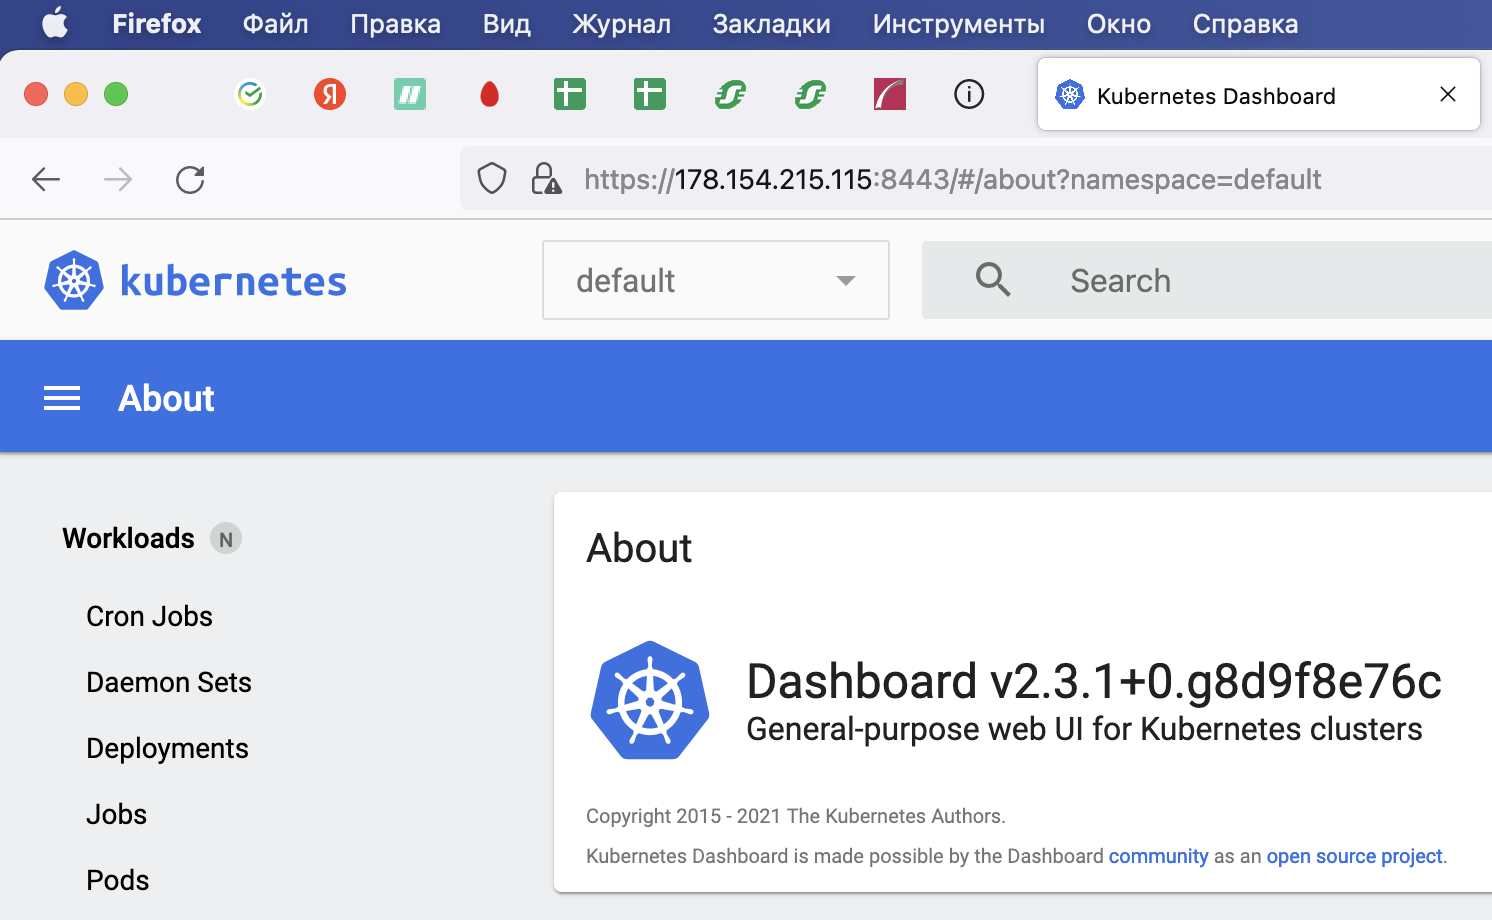 Firefox Файл Правка Вид Журнал Закладки Инструменты Окно Справка
Я Kubernetes Dashboard
https://178.154.215.115:8443/#/about?namespace=default
kubernetes default Search
About
Workloads N
Cron Jobs
Daemon Sets
Deployments
Jobs
Pods
About
Dashboard v2.3.1+0.g8d9f8e76c
General-purpose web UI for Kubernetes clusters
Copyright 2015 - 2021 The Kubernetes Authors.
Kubernetes Dashboard is made possible by the Dashboard community as an open source project.